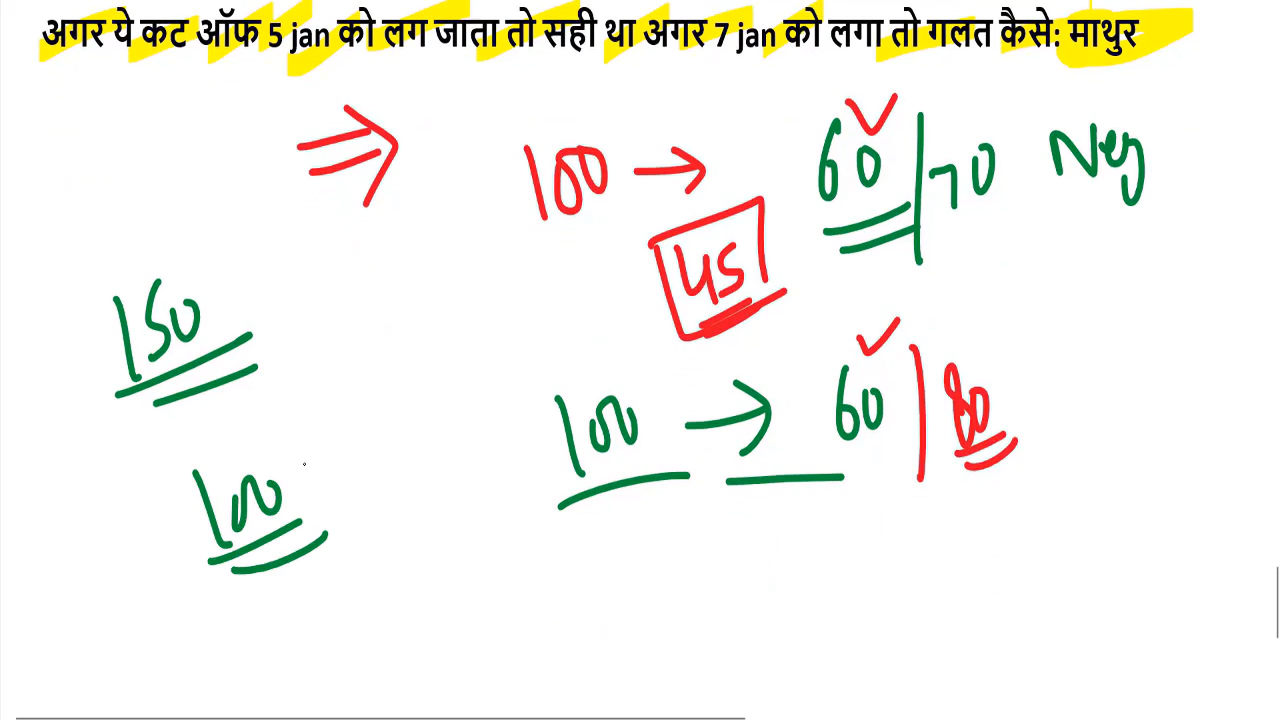 अगर ये कट ऑफ 5 jan को लग जाता तो सही था अगर 7 jan को लगा तो गलत कैसे: माथुर
100 → 60 / 70 Neg
45
150
100 → 60 / 80
100